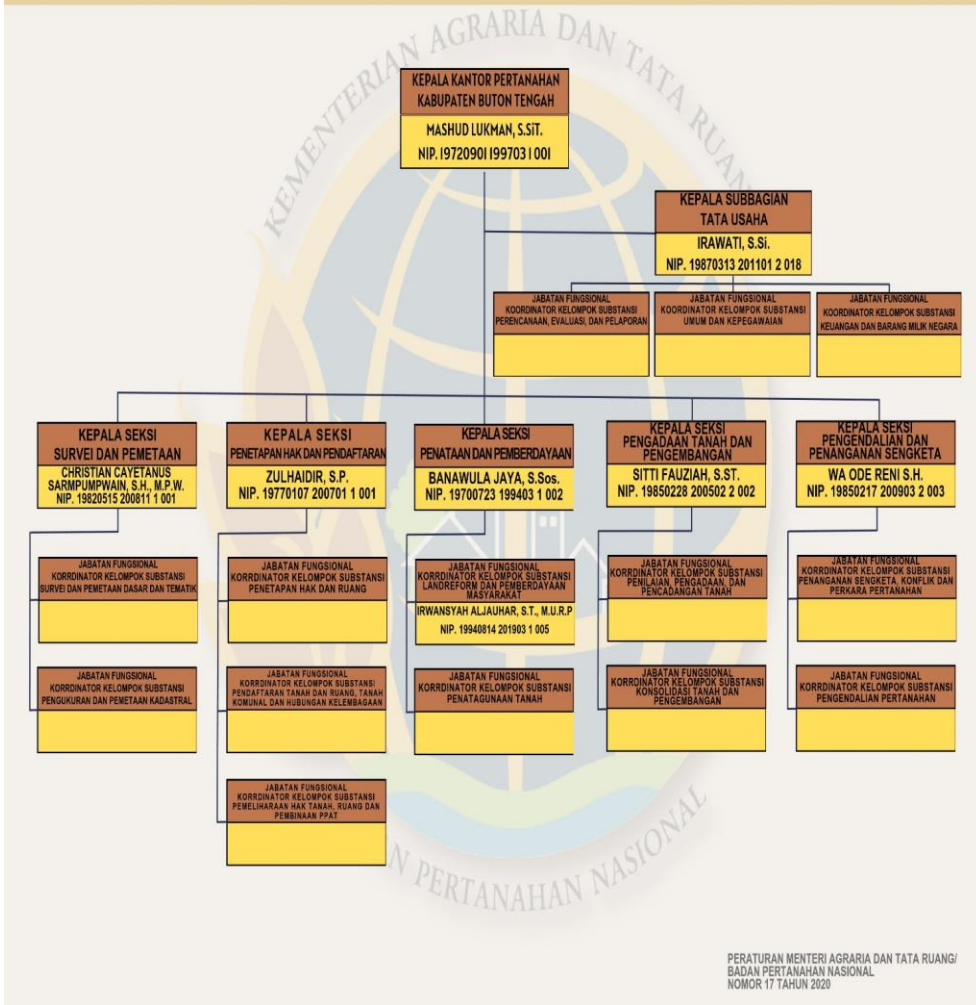 KEMENTERIAN AGRARIA DAN TATA RUANG
KEPALA KANTOR PERTANAHAN
KABUPATEN BUTON TENGAH
MASHUD LUKMAN, S.SiT.
NIP. 19720901 199703 1 001
KEPALA SUBBAGIAN
TATA USAHA
IRAWATI, S.Si.
NIP. 19870313 201101 2 018
JABATAN FUNGSIONAL
KOORDINATOR KELOMPOK SUBSTANSI
PERENCANAAN, EVALUASI, DAN PELAPORAN
JABATAN FUNGSIONAL
KOORDINATOR KELOMPOK SUBSTANSI
UMUM DAN KEPEGAWAIAN
JABATAN FUNGSIONAL
KOORDINATOR KELOMPOK SUBSTANSI
KEUANGAN DAN BARANG MILIK NEGARA
KEPALA SEKSI
SURVEI DAN PEMETAAN
CHRISTIAN CAYETANUS
SARMPUMPWAIN, S.H., M.P.W.
NIP. 19820515 200811 1 001
KEPALA SEKSI
PENETAPAN HAK DAN PENDAFTARAN
ZULHAIDIR, S.P.
NIP. 19770107 200701 1 001
KEPALA SEKSI
PENATAAN DAN PEMBERDAYAAN
BANAWULA JAYA, S.Sos.
NIP. 19700723 199403 1 002
KEPALA SEKSI
PENGADAAN TANAH DAN
PENGEMBANGAN
SITTI FAUZIAH, S.ST.
NIP. 19850228 200502 2 002
KEPALA SEKSI
PENGENDALIAN DAN
PENANGANAN SENGKETA
WA ODE RENI S.H.
NIP. 19850217 200903 2 003
JABATAN FUNGSIONAL
KORRDINATOR KELOMPOK SUBSTANSI
SURVEI DAN PEMETAAN DASAR DAN TEMATIK
JABATAN FUNGSIONAL
KORRDINATOR KELOMPOK SUBSTANSI
PENETAPAN HAK DAN RUANG
JABATAN FUNGSIONAL
KORRDINATOR KELOMPOK SUBSTANSI
LANDREFORM DAN PEMBERDAYAAN
MASYARAKAT
IRWANSYAH ALJAUHAR, S.T., M.U.R.P
NIP. 19940814 201903 1 005
JABATAN FUNGSIONAL
KORRDINATOR KELOMPOK SUBSTANSI
PENILAIAN, PENGADAAN, DAN
PENCADANGAN TANAH
JABATAN FUNGSIONAL
KORRDINATOR KELOMPOK SUBSTANSI
PENANGANAN SENGKETA, KONFLIK DAN
PERKARA PERTANAHAN
JABATAN FUNGSIONAL
KORRDINATOR KELOMPOK SUBSTANSI
PENGUKURAN DAN PEMETAAN KADASTRAL
JABATAN FUNGSIONAL
KORRDINATOR KELOMPOK SUBSTANSI
PENDAFTARAN TANAH DAN RUANG, TANAH
KOMUNAL DAN HUBUNGAN KELEMBAGAAN
JABATAN FUNGSIONAL
KORRDINATOR KELOMPOK SUBSTANSI
PENATAGUNAAN TANAH
JABATAN FUNGSIONAL
KORRDINATOR KELOMPOK SUBSTANSI
KONSOLIDASI TANAH DAN
PENGEMBANGAN
JABATAN FUNGSIONAL
KORRDINATOR KELOMPOK SUBSTANSI
PENGENDALIAN PERTANAHAN
JABATAN FUNGSIONAL
KORRDINATOR KELOMPOK SUBSTANSI
PEMELIHARAAN HAK TANAH, RUANG DAN
PEMBINAAN PPAT
N PERTANAHAN NASIONAL
PERATURAN MENTERI AGRARIA DAN TATA RUANG/
BADAN PERTANAHAN NASIONAL
NOMOR 17 TAHUN 2020